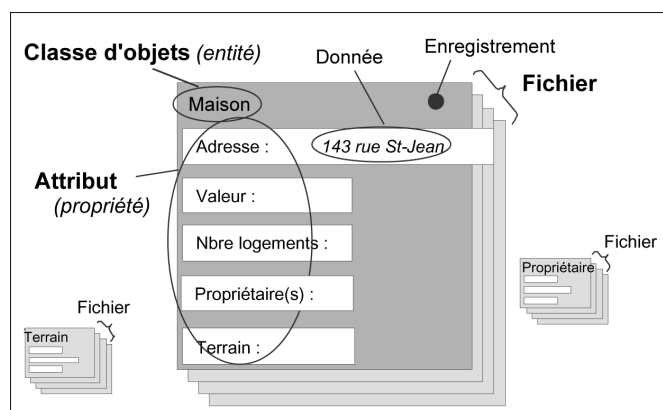 Classe d'objets (entité)
Donnée
Enregistrement
Fichier
Maison
Adresse :
143 rue St-Jean
Attribut
(propriété)
Valeur :
Nbre logements :
Propriétaire(s) :
Terrain :
Fichier
Propriétaire
Fichier
Terrain